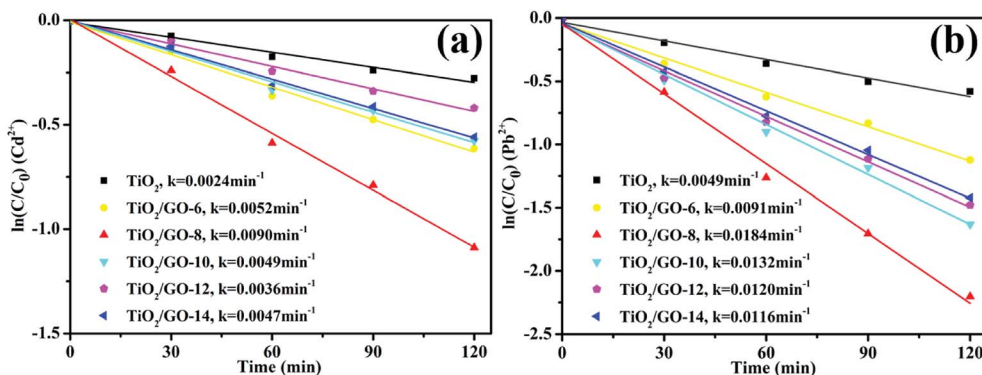 (a)
ln(C/C₀) (Cd²⁺)
0.0
-0.5
-1.0
-1.5
TiO₂, k=0.0024min⁻¹
TiO₂/GO-6, k=0.0052min⁻¹
TiO₂/GO-8, k=0.0090min⁻¹
TiO₂/GO-10, k=0.0049min⁻¹
TiO₂/GO-12, k=0.0036min⁻¹
TiO₂/GO-14, k=0.0047min⁻¹
0 30 60 90 120
Time (min)
(b)
ln(C/C₀) (Pb²⁺)
0.0
-0.5
-1.0
-1.5
-2.0
-2.5
TiO₂, k=0.0049min⁻¹
TiO₂/GO-6, k=0.0091min⁻¹
TiO₂/GO-8, k=0.0184min⁻¹
TiO₂/GO-10, k=0.0132min⁻¹
TiO₂/GO-12, k=0.0120min⁻¹
TiO₂/GO-14, k=0.0116min⁻¹
0 30 60 90 120
Time (min)